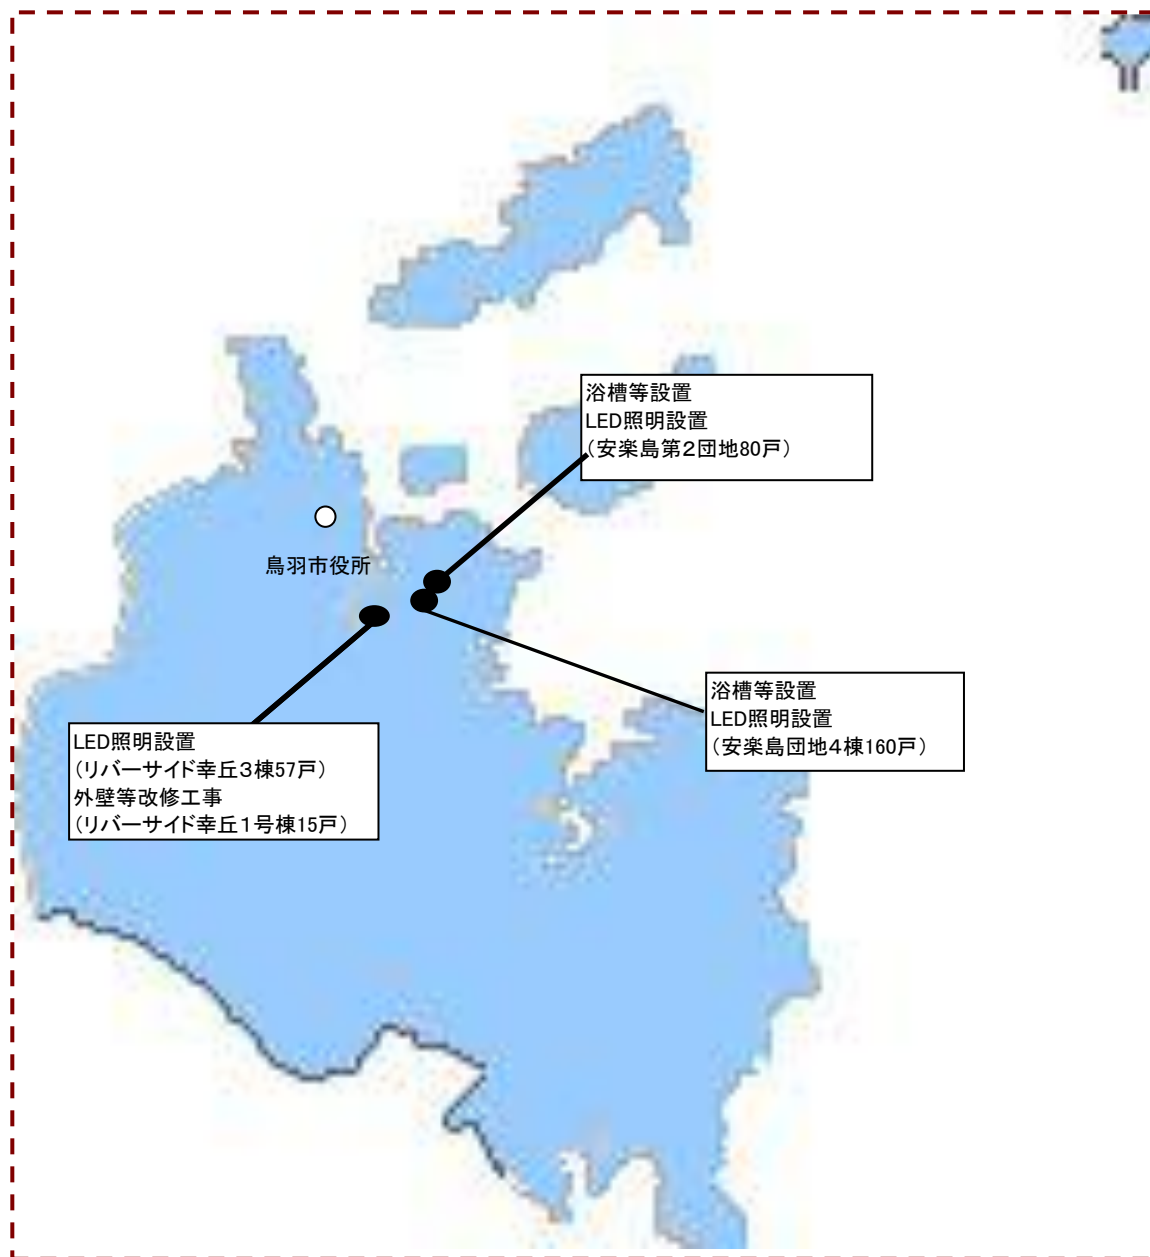 浴槽等設置
LED照明設置
(安楽島第2団地80戸)
鳥羽市役所
浴槽等設置
LED照明設置
(安楽島団地4棟160戸)
LED照明設置
(リバーサイド幸丘3棟57戸)
外壁等改修工事
(リバーサイド幸丘1号棟15戸)